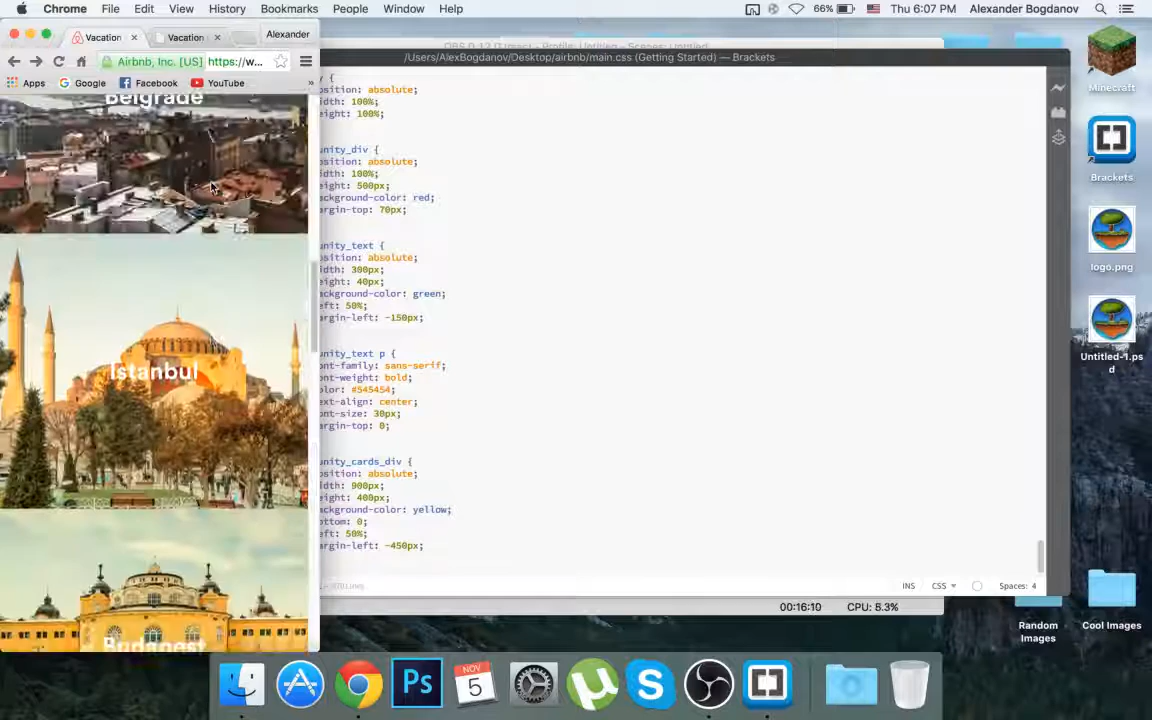 Chrome File Edit View History Bookmarks People Window Help
66% Thu 6:07 PM Alexander Bogdanov
Vacation Vacation Alexander
Airbnb, Inc. [US] https://w...
Apps Google Facebook YouTube »
Belgrade
Istanbul
Budapest
/Users/AlexBogdanov/Desktop/airbnb/main.css (Getting Started) — Brackets
y {
osition: absolute;
idth: 100%;
eight: 100%;
unity_div {
osition: absolute;
idth: 100%;
eight: 500px;
ackground-color: red;
argin-top: 70px;
unity_text {
osition: absolute;
idth: 300px;
eight: 40px;
ackground-color: green;
eft: 50%;
argin-left: -150px;
unity_text p {
ont-family: sans-serif;
ont-weight: bold;
olor: #545454;
ext-align: center;
ont-size: 30px;
argin-top: 0;
unity_cards_div {
osition: absolute;
idth: 900px;
eight: 400px;
ackground-color: yellow;
ottom: 0;
eft: 50%;
argin-left: -450px;
INS CSS Spaces: 4
00:16:10 CPU: 8.3%
Minecraft
Brackets
logo.png
Untitled-1.ps
d
Random
Images
Cool Images
NOV
5
Ps